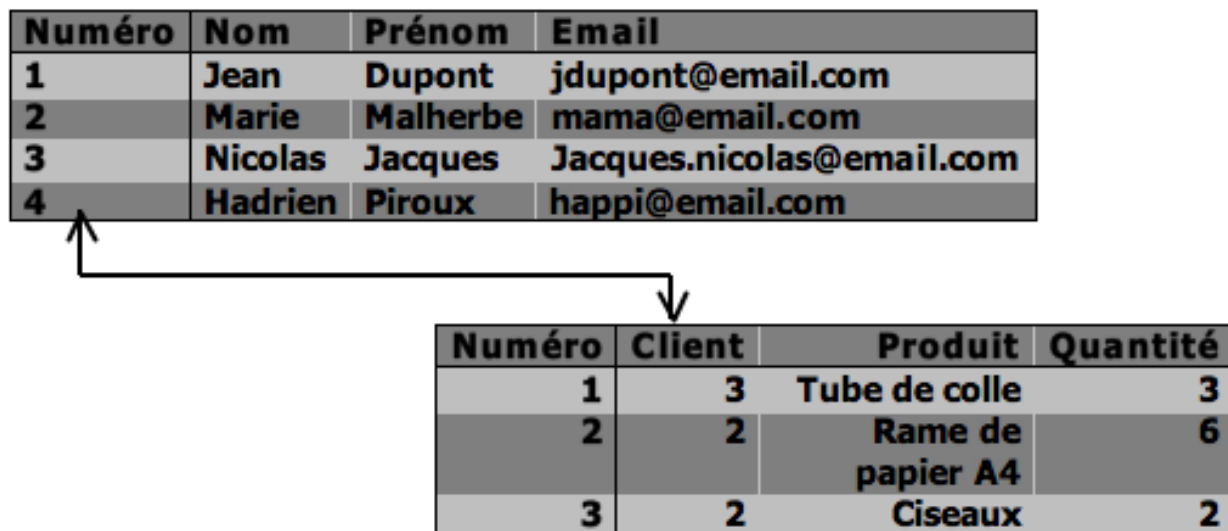 Numéro Nom Prénom Email
1 Jean Dupont jdupont@email.com
2 Marie Malherbe mama@email.com
3 Nicolas Jacques Jacques.nicolas@email.com
4 Hadrien Piroux happi@email.com
Numéro Client Produit Quantité
1 3 Tube de colle 3
2 2 Rame de 6
papier A4
3 2 Ciseaux 2